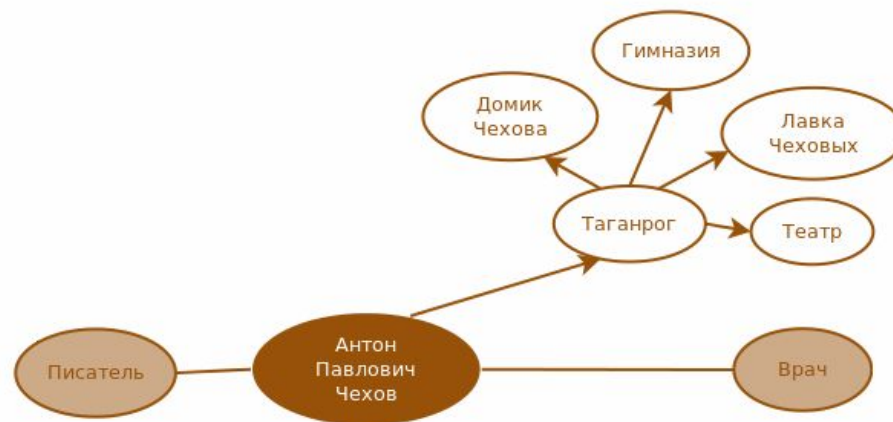 Гимназия
Домик
Чехова
Лавка
Чеховых
Таганрог
Театр
Антон
Павлович
Чехов
Писатель
Врач